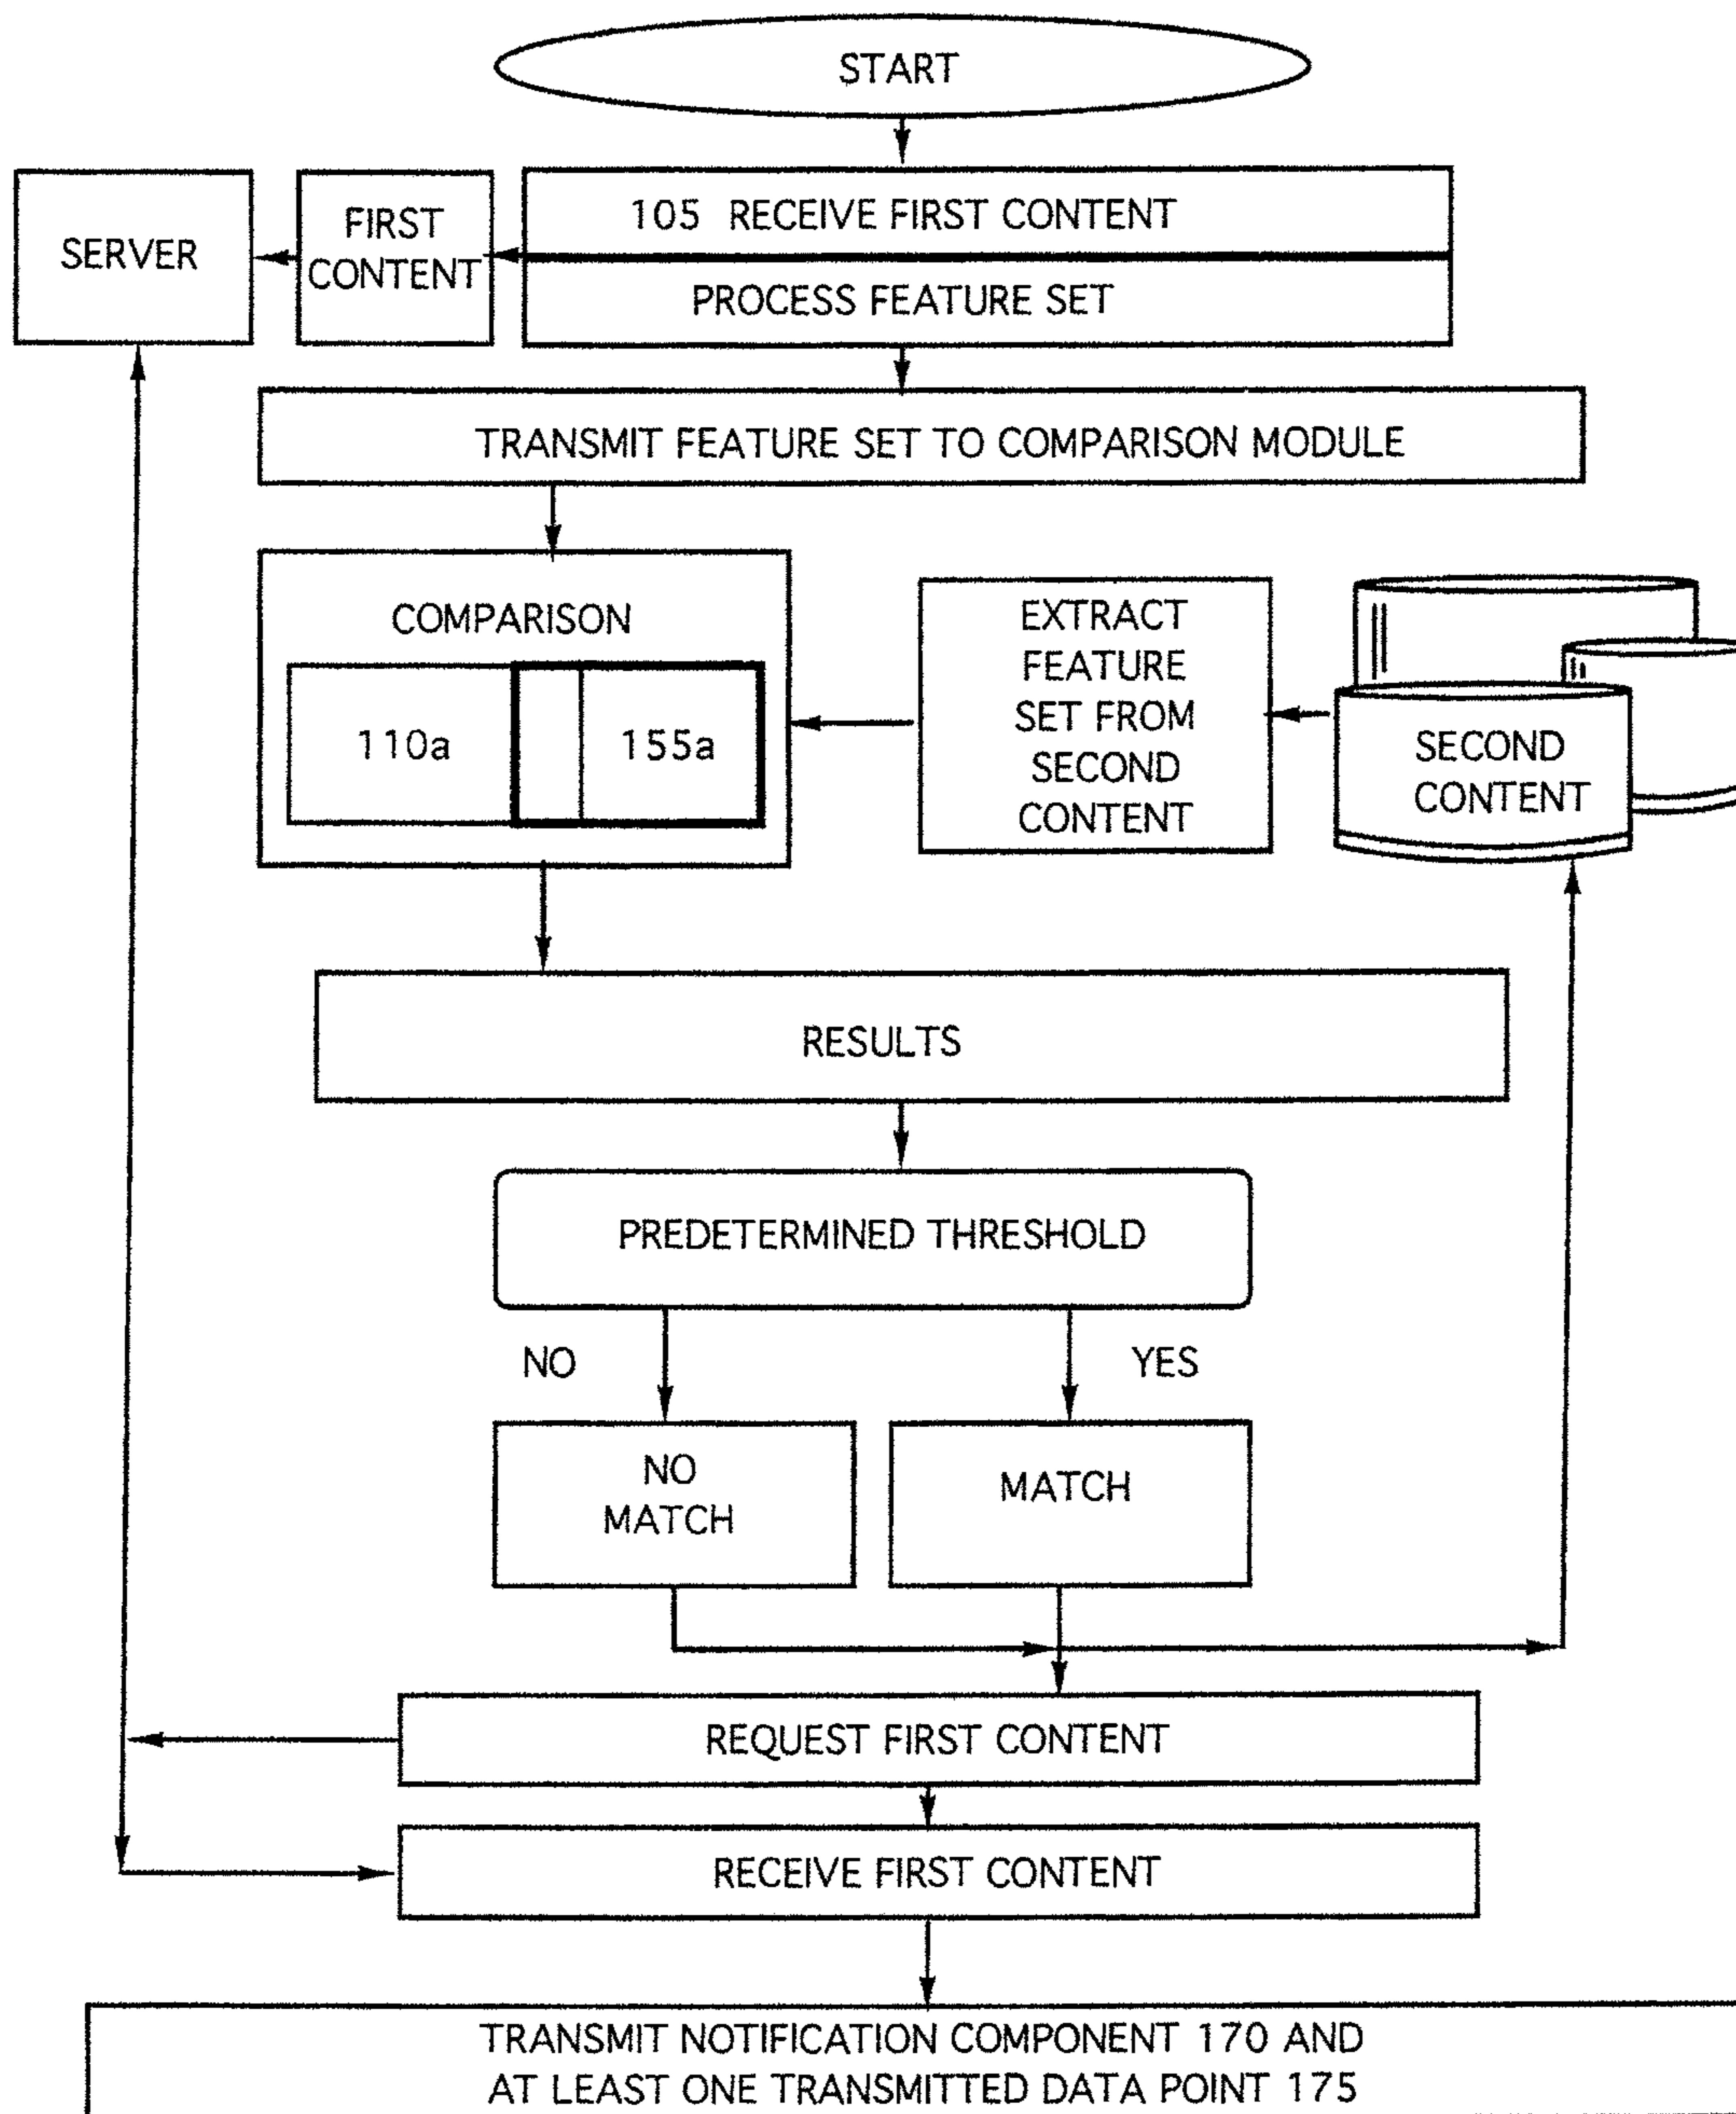 START
SERVER
FIRST
CONTENT
105 RECEIVE FIRST CONTENT
PROCESS FEATURE SET
TRANSMIT FEATURE SET TO COMPARISON MODULE
COMPARISON
110a
155a
EXTRACT
FEATURE
SET FROM
SECOND
CONTENT
SECOND
CONTENT
RESULTS
PREDETERMINED THRESHOLD
NO
YES
NO
MATCH
MATCH
REQUEST FIRST CONTENT
RECEIVE FIRST CONTENT
TRANSMIT NOTIFICATION COMPONENT 170 AND
AT LEAST ONE TRANSMITTED DATA POINT 175